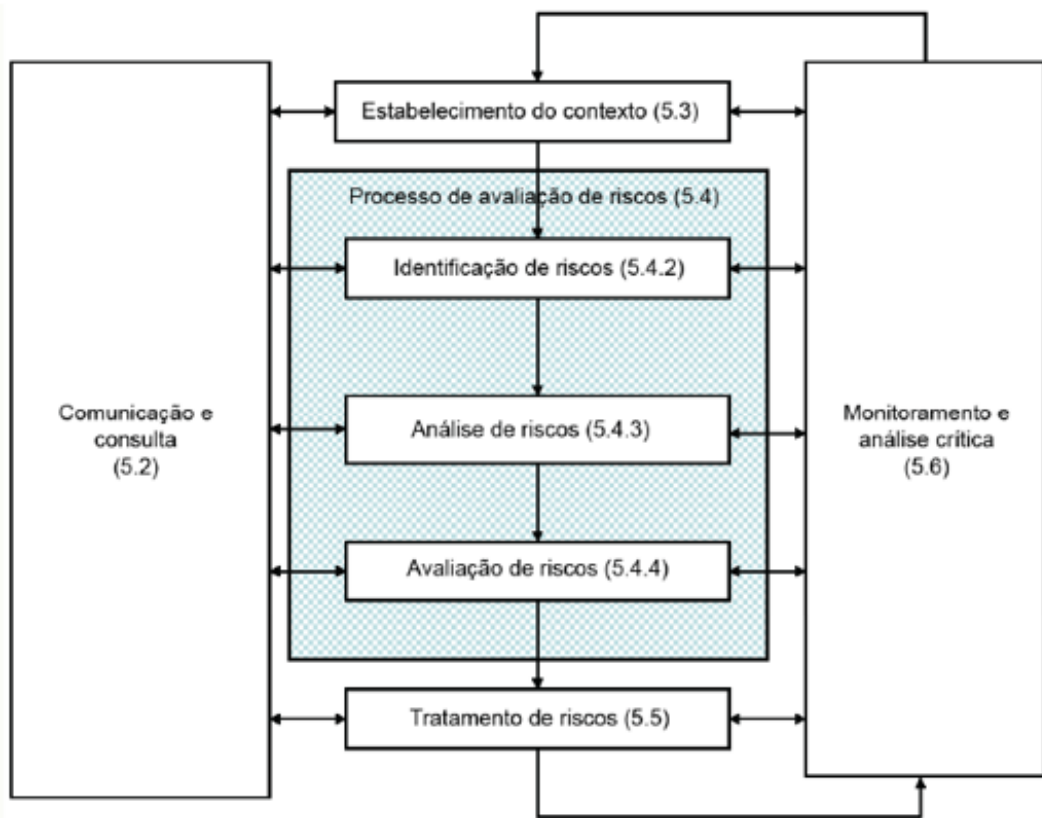 Estabelecimento do contexto (5.3)
Processo de avaliação de riscos (5.4)
Identificação de riscos (5.4.2)
Comunicação e
consulta
(5.2)
Análise de riscos (5.4.3)
Monitoramento e
análise crítica
(5.6)
Avaliação de riscos (5.4.4)
Tratamento de riscos (5.5)